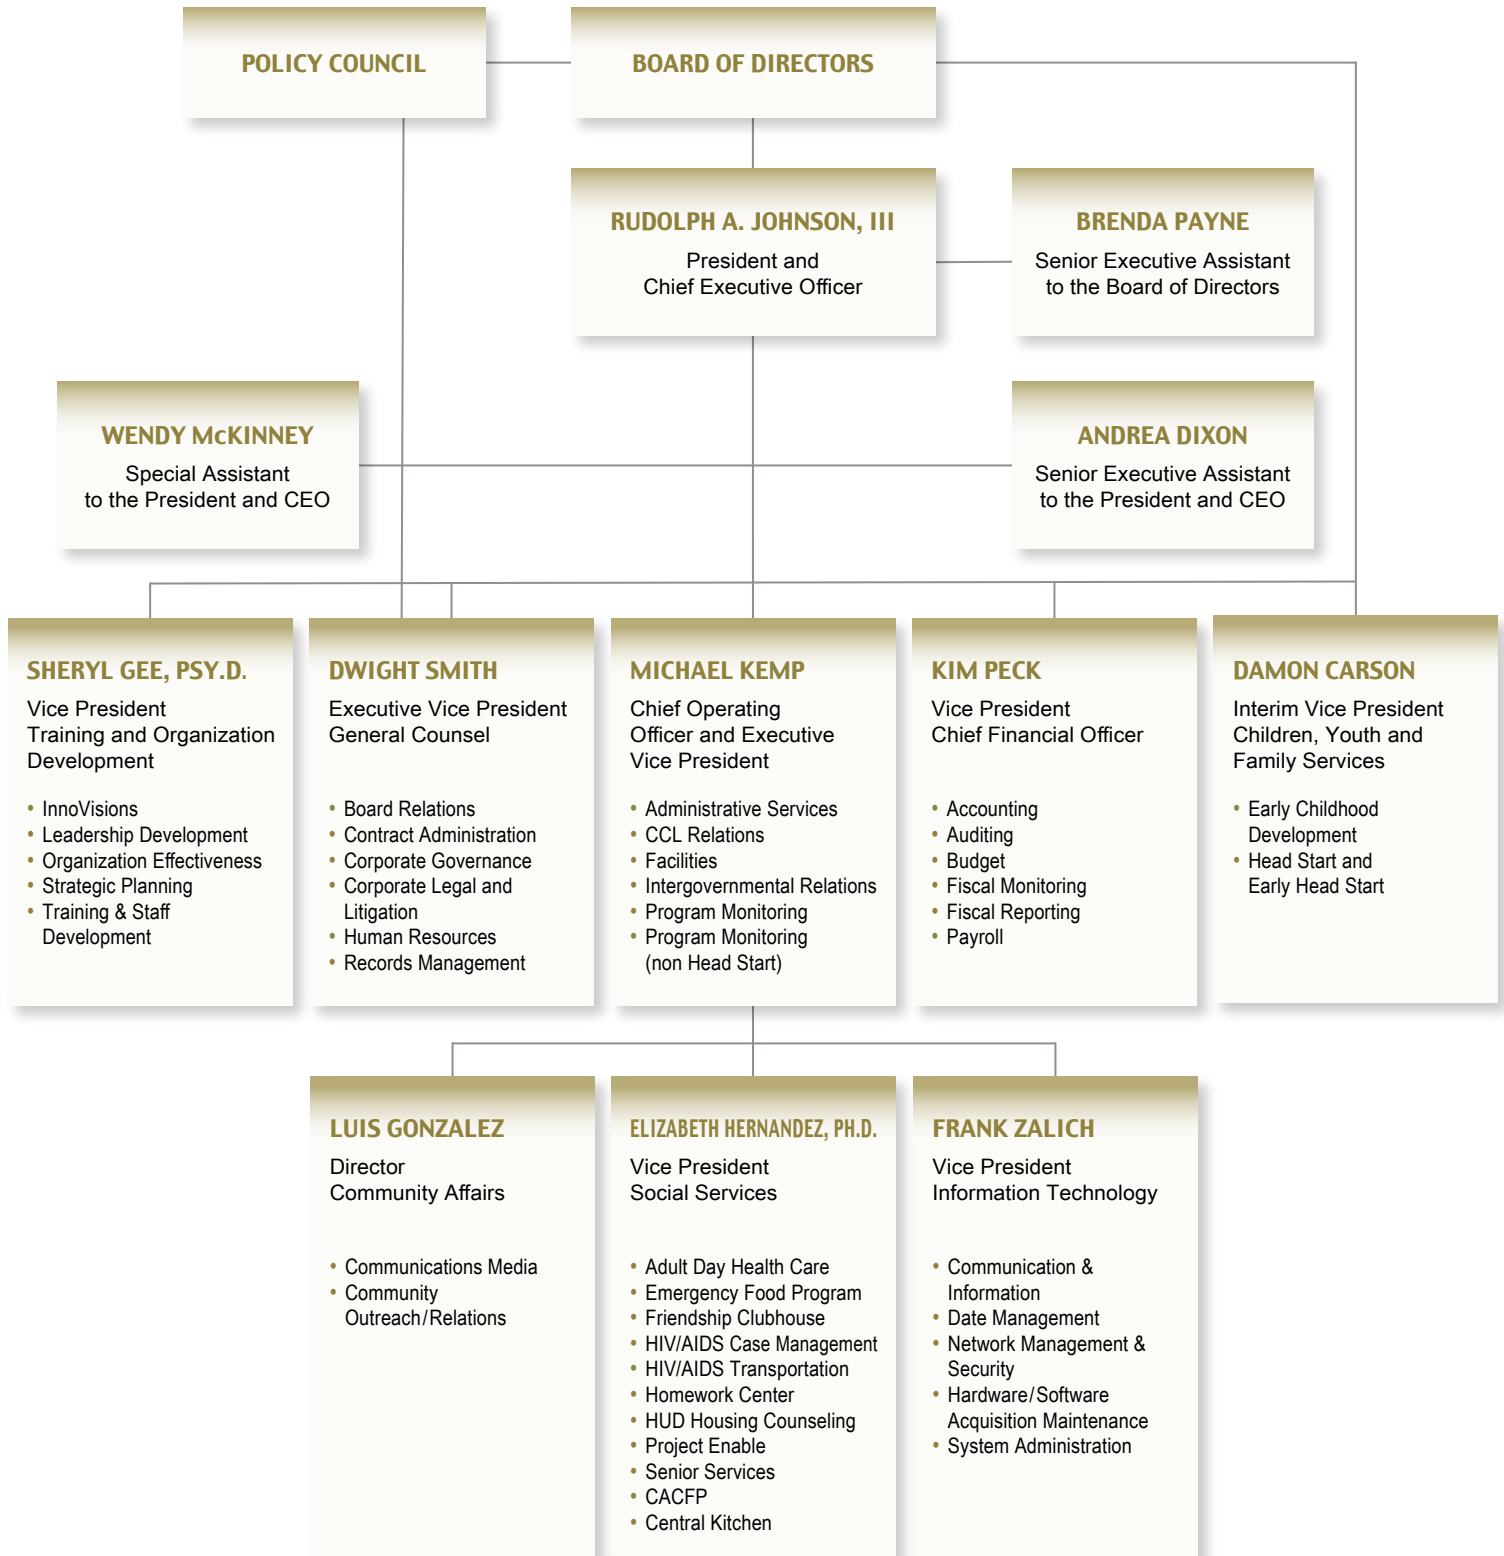 POLICY COUNCIL
BOARD OF DIRECTORS
RUDOLPH A. JOHNSON, III
President and
Chief Executive Officer
BRENDA PAYNE
Senior Executive Assistant
to the Board of Directors
WENDY McKINNEY
Special Assistant
to the President and CEO
ANDREA DIXON
Senior Executive Assistant
to the President and CEO
SHERYL GEE, PSY.D.
Vice President
Training and Organization
Development
• InnoVisions
• Leadership Development
• Organization Effectiveness
• Strategic Planning
• Training & Staff
Development
DWIGHT SMITH
Executive Vice President
General Counsel
• Board Relations
• Contract Administration
• Corporate Governance
• Corporate Legal and
Litigation
• Human Resources
• Records Management
MICHAEL KEMP
Chief Operating
Officer and Executive
Vice President
• Administrative Services
• CCL Relations
• Facilities
• Intergovernmental Relations
• Program Monitoring
• Program Monitoring
(non Head Start)
KIM PECK
Vice President
Chief Financial Officer
• Accounting
• Auditing
• Budget
• Fiscal Monitoring
• Fiscal Reporting
• Payroll
DAMON CARSON
Interim Vice President
Children, Youth and
Family Services
• Early Childhood
Development
• Head Start and
Early Head Start
LUIS GONZALEZ
Director
Community Affairs
• Communications Media
• Community
Outreach/Relations
ELIZABETH HERNANDEZ, PH.D.
Vice President
Social Services
• Adult Day Health Care
• Emergency Food Program
• Friendship Clubhouse
• HIV/AIDS Case Management
• HIV/AIDS Transportation
• Homework Center
• HUD Housing Counseling
• Project Enable
• Senior Services
• CACFP
• Central Kitchen
FRANK ZALICH
Vice President
Information Technology
• Communication &
Information
• Date Management
• Network Management &
Security
• Hardware/Software
Acquisition Maintenance
• System Administration